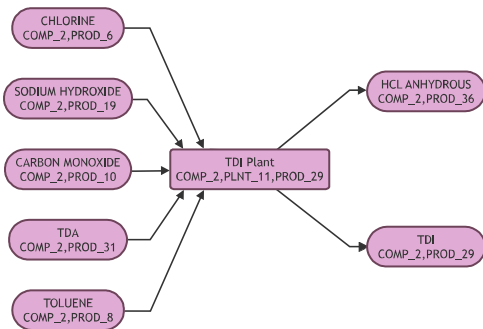 CHLORINE
COMP_2,PROD_6
SODIUM HYDROXIDE
COMP_2,PROD_19
CARBON MONOXIDE
COMP_2,PROD_10
TDA
COMP_2,PROD_31
TOLUENE
COMP_2,PROD_8
TDI Plant
COMP_2,PLNT_11,PROD_29
HCL ANHYDROUS
COMP_2,PROD_36
TDI
COMP_2,PROD_29